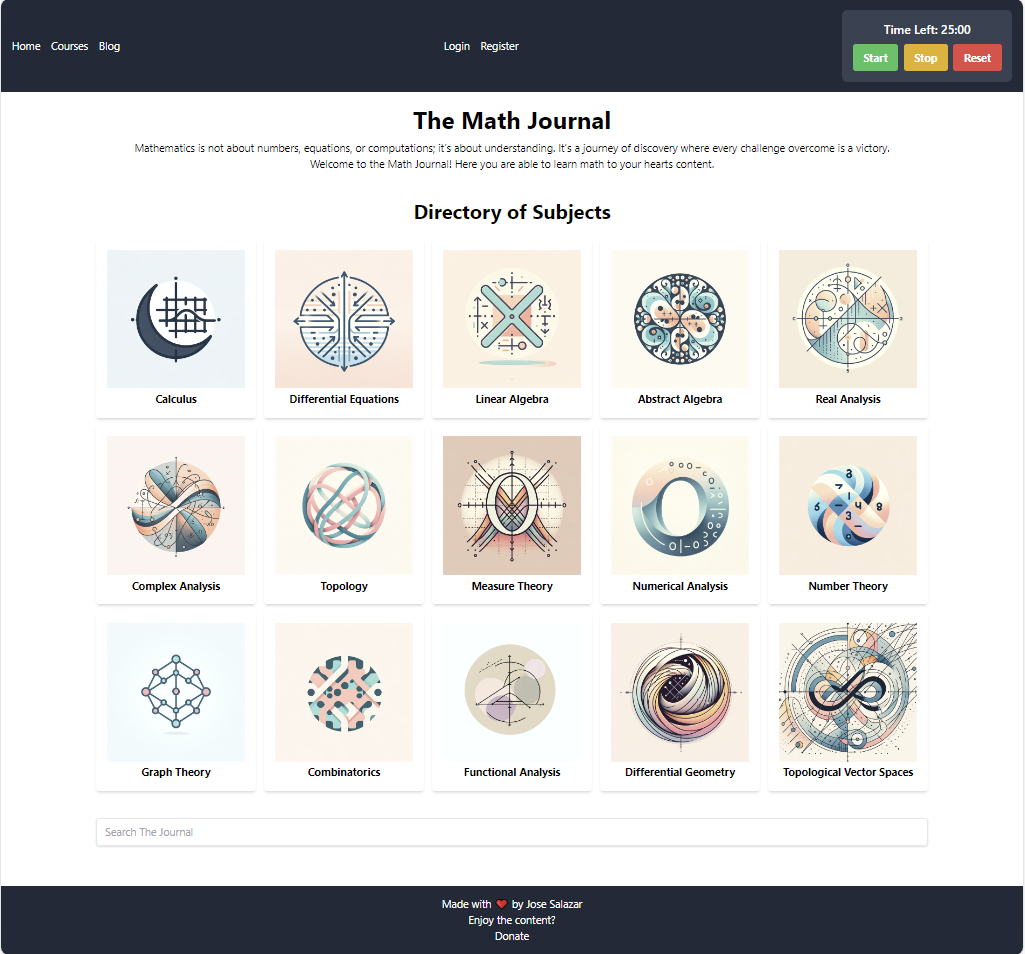 Home Courses Blog
Login Register
Time Left: 25:00
Start Stop Reset
The Math Journal
Mathematics is not about numbers, equations, or computations; it's about understanding. It's a journey of discovery where every challenge overcome is a victory.
Welcome to the Math Journal! Here you are able to learn math to your hearts content.
Directory of Subjects
Calculus
Differential Equations
Linear Algebra
Abstract Algebra
Real Analysis
Complex Analysis
Topology
Measure Theory
Numerical Analysis
Number Theory
Graph Theory
Combinatorics
Functional Analysis
Differential Geometry
Topological Vector Spaces
Search The Journal
Made with ❤️ by Jose Salazar
Enjoy the content?
Donate